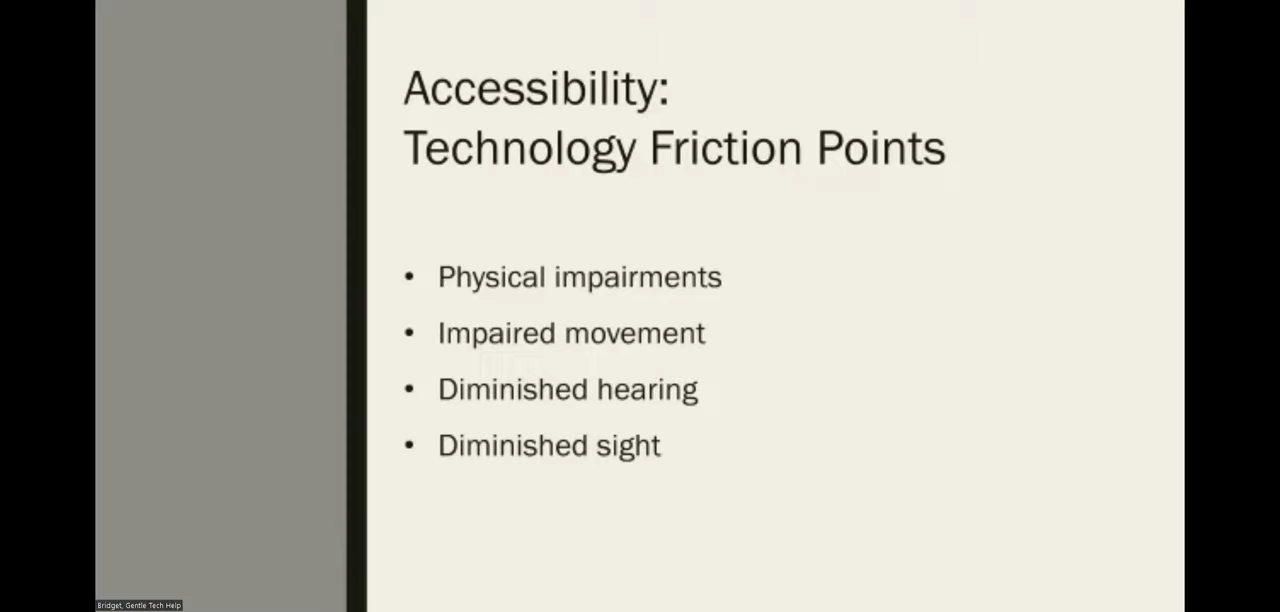 Accessibility:
Technology Friction Points
• Physical impairments
• Impaired movement
• Diminished hearing
• Diminished sight
Bridget, Gentle Tech Help